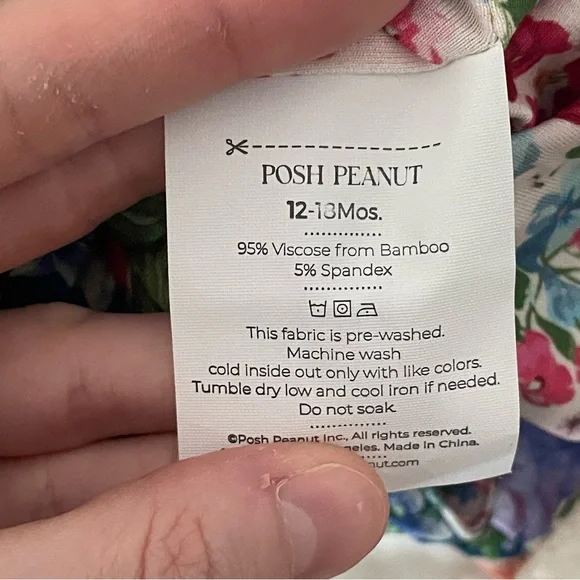 POSH PEANUT
12-18Mos.
95% Viscose from Bamboo
5% Spandex
This fabric is pre-washed.
Machine wash
cold inside out only with like colors.
Tumble dry low and cool iron if needed.
Do not soak.
©Posh Peanut Inc., All rights reserved.
Made in China.